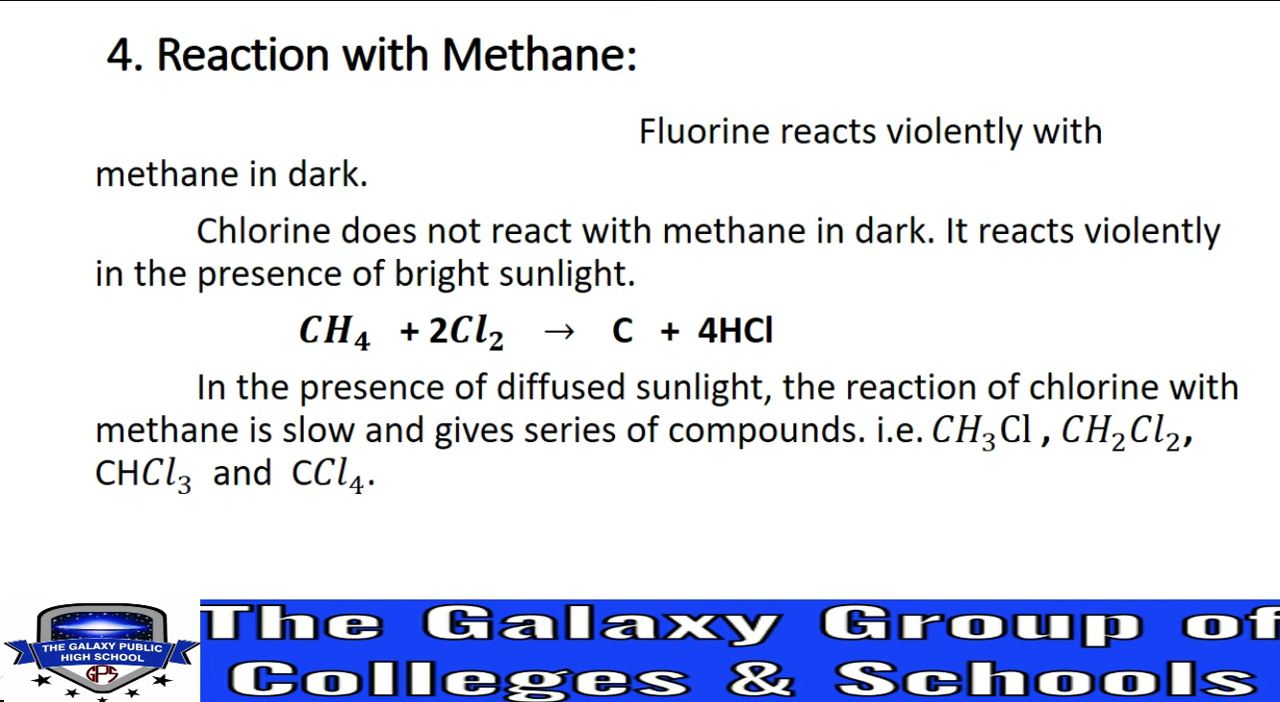 4. Reaction with Methane:
Fluorine reacts violently with
methane in dark.
Chlorine does not react with methane in dark. It reacts violently
in the presence of bright sunlight.
CH₄ + 2Cl₂ → C + 4HCl
In the presence of diffused sunlight, the reaction of chlorine with
methane is slow and gives series of compounds. i.e. CH₃Cl , CH₂Cl₂,
CHCl₃ and CCl₄.
THE GALAXY PUBLIC
HIGH SCHOOL
GPS
The Galaxy Group of
Colleges & Schools